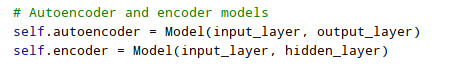 # Autoencoder and encoder models
self.autoencoder = Model(input_layer, output_layer)
self.encoder = Model(input_layer, hidden_layer)